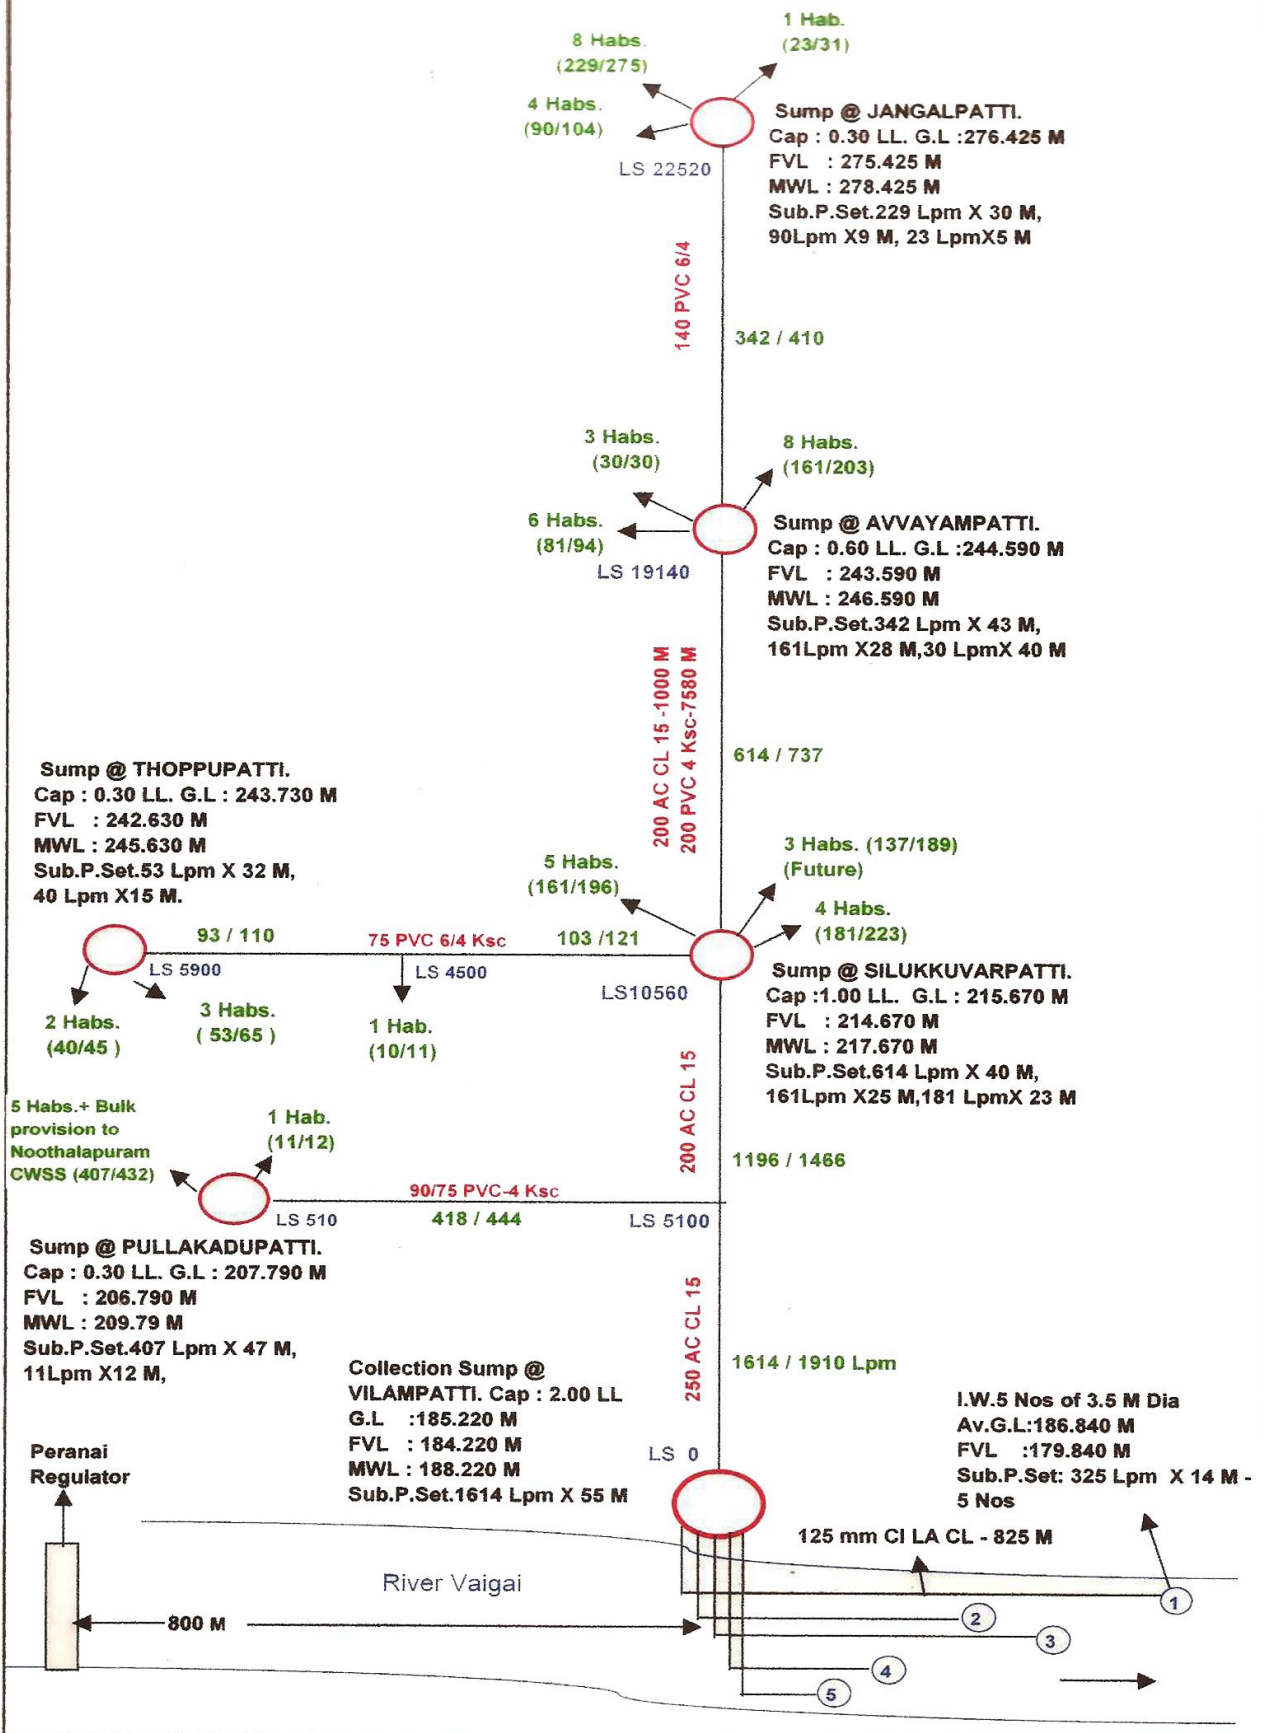 1 Hab.
(23/31)
8 Habs.
(229/275)
4 Habs.
(90/104)
Sump @ JANGALPATTI.
Cap : 0.30 LL. G.L :276.425 M
FVL : 275.425 M
MWL : 278.425 M
Sub.P.Set.229 Lpm X 30 M,
90Lpm X9 M, 23 LpmX5 M
LS 22520
140 PVC 6/4
342 / 410
3 Habs.
(30/30)
8 Habs.
(161/203)
6 Habs.
(81/94)
LS 19140
Sump @ AVVAYAMPATTI.
Cap : 0.60 LL. G.L :244.590 M
FVL : 243.590 M
MWL : 246.590 M
Sub.P.Set.342 Lpm X 43 M,
161Lpm X28 M,30 LpmX 40 M
200 AC CL 15 -1000 M
200 PVC 4 Ksc-7580 M
614 / 737
Sump @ THOPPUPATTI.
Cap : 0.30 LL. G.L : 243.730 M
FVL : 242.630 M
MWL : 245.630 M
Sub.P.Set.53 Lpm X 32 M,
40 Lpm X15 M.
5 Habs.
(161/196)
3 Habs. (137/189)
(Future)
4 Habs.
(181/223)
93 / 110
75 PVC 6/4 Ksc
103 /121
LS 5900
LS 4500
LS10560
2 Habs.
(40/45 )
3 Habs.
( 53/65 )
1 Hab.
(10/11)
Sump @ SILUKKUVARPATTI.
Cap :1.00 LL. G.L : 215.670 M
FVL : 214.670 M
MWL : 217.670 M
Sub.P.Set.614 Lpm X 40 M,
161Lpm X25 M,181 LpmX 23 M
200 AC CL 15
1196 / 1466
5 Habs.+ Bulk
provision to
Noothalapuram
CWSS (407/432)
1 Hab.
(11/12)
90/75 PVC-4 Ksc
418 / 444
LS 510
LS 5100
Sump @ PULLAKADUPATTI.
Cap : 0.30 LL. G.L : 207.790 M
FVL : 206.790 M
MWL : 209.79 M
Sub.P.Set.407 Lpm X 47 M,
11Lpm X12 M,
250 AC CL 15
1614 / 1910 Lpm
Collection Sump @
VILAMPATTI. Cap : 2.00 LL
G.L :185.220 M
FVL : 184.220 M
MWL : 188.220 M
Sub.P.Set.1614 Lpm X 55 M
LS 0
I.W.5 Nos of 3.5 M Dia
Av.G.L:186.840 M
FVL :179.840 M
Sub.P.Set: 325 Lpm X 14 M -
5 Nos
Peranai
Regulator
125 mm CI LA CL - 825 M
River Vaigai
800 M
1
2
3
4
5